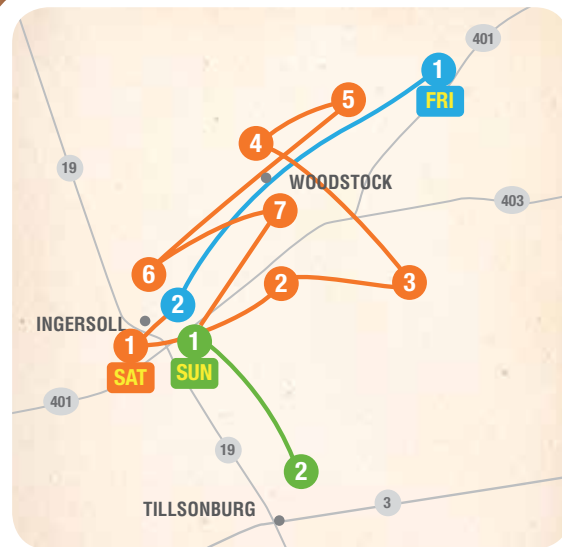 401
1
FRI
5
4
19
WOODSTOCK
403
7
6
2
3
2
INGERSOLL
1
SAT
1
SUN
401
19
2
3
TILLSONBURG